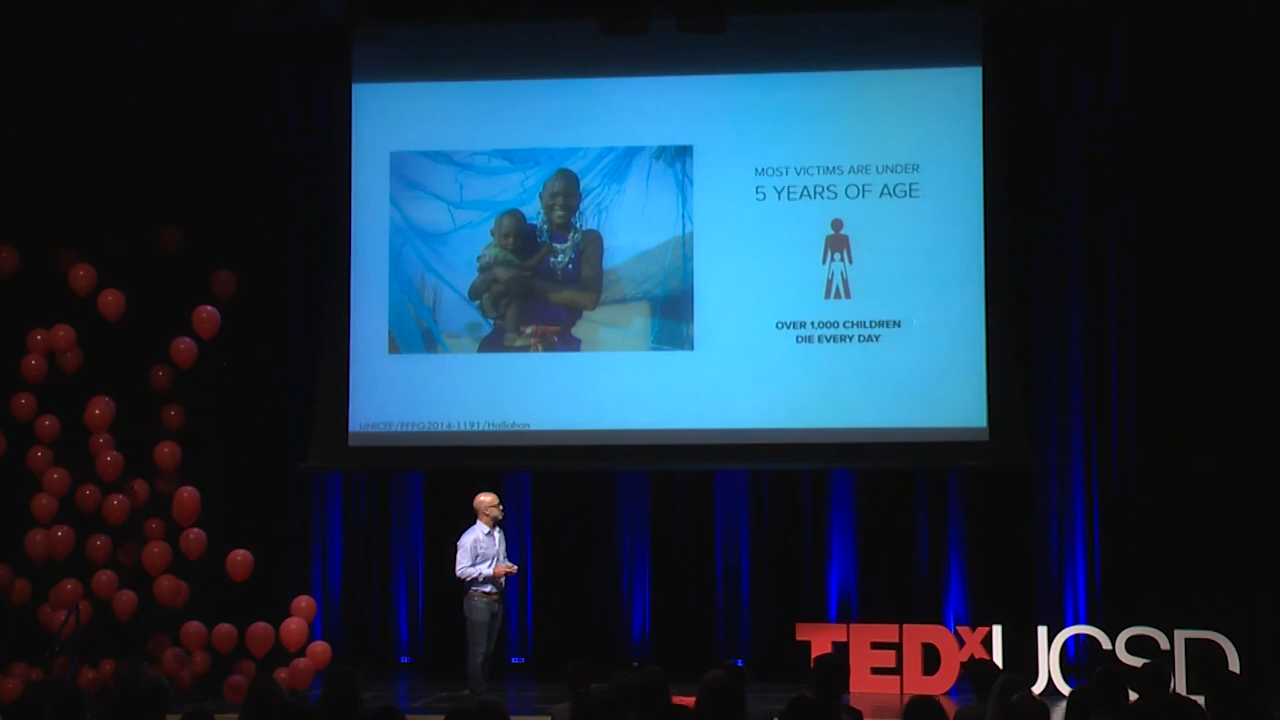 MOST VICTIMS ARE UNDER
5 YEARS OF AGE
OVER 1,000 CHILDREN
DIE EVERY DAY
UNICEF/PFPG2014-1191/Hallahan
TEDxUCSD